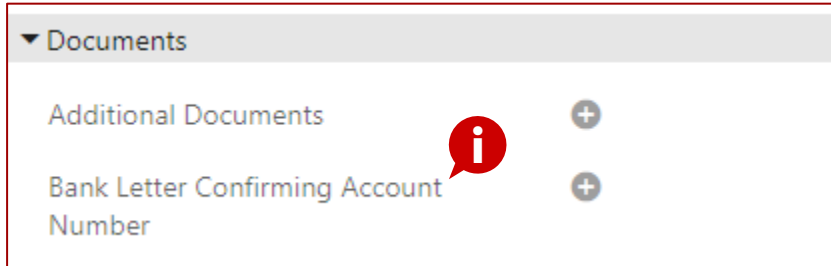 Documents
Additional Documents
i
Bank Letter Confirming Account
Number